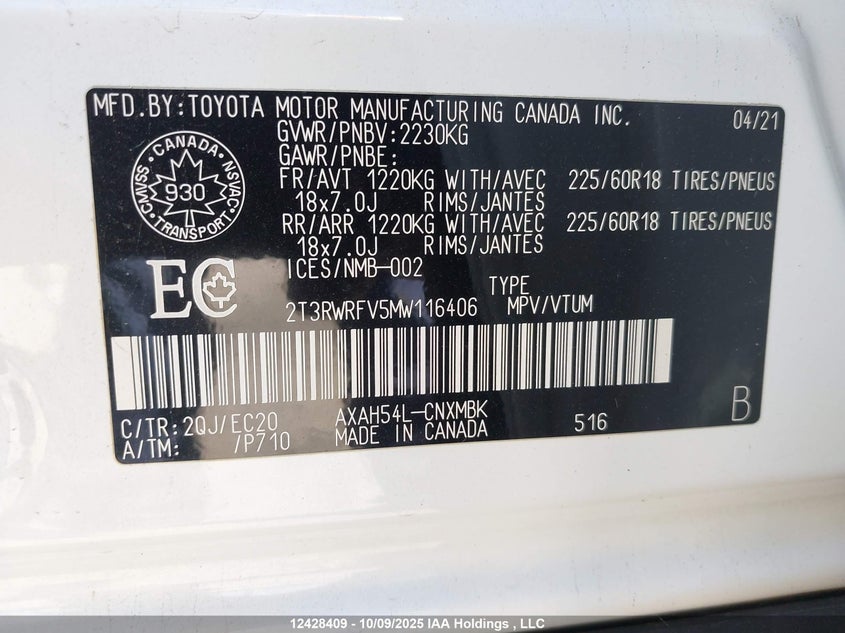 MFD.BY:TOYOTA MOTOR MANUFACTURING CANADA INC. 04/21
GVWR/PNBV:2230KG
GAWR/PNBE:
FR/AVT 1220KG WITH/AVEC 225/60R18 TIRES/PNEUS
18x7.0J RIMS/JANTES
RR/ARR 1220KG WITH/AVEC 225/60R18 TIRES/PNEUS
18x7.0J RIMS/JANTES
CANADA
CMVSS 930 NSVAC
TRANSPORT
ICES/NMB-002
EC
TYPE
2T3RWRFV5MW116406 MPV/VTUM
C/TR:2QJ/EC20 AXAH54L-CNXMBK 516 B
A/TM: /P710 MADE IN CANADA
12428409 - 10/09/2025 IAA Holdings , LLC